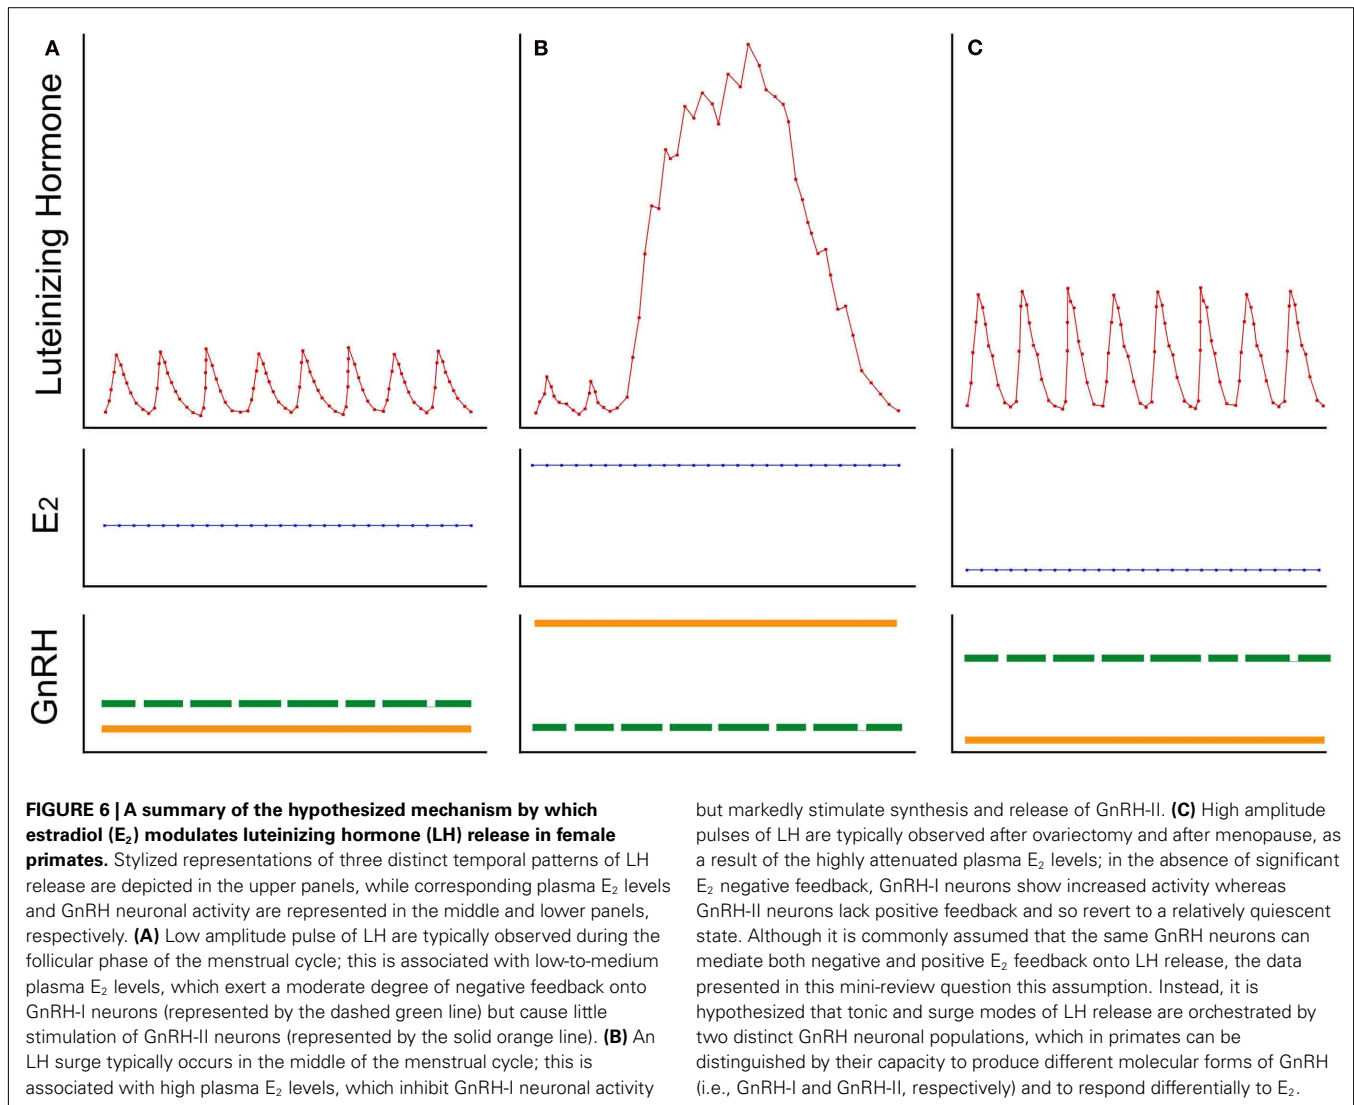 A
B
C
Luteinizing Hormone
E2
GnRH
FIGURE 6 | A summary of the hypothesized mechanism by which
estradiol (E2) modulates luteinizing hormone (LH) release in female
primates. Stylized representations of three distinct temporal patterns of LH
release are depicted in the upper panels, while corresponding plasma E2 levels
and GnRH neuronal activity are represented in the middle and lower panels,
respectively. (A) Low amplitude pulse of LH are typically observed during the
follicular phase of the menstrual cycle; this is associated with low-to-medium
plasma E2 levels, which exert a moderate degree of negative feedback onto
GnRH-I neurons (represented by the dashed green line) but cause little
stimulation of GnRH-II neurons (represented by the solid orange line). (B) An
LH surge typically occurs in the middle of the menstrual cycle; this is
associated with high plasma E2 levels, which inhibit GnRH-I neuronal activity
but markedly stimulate synthesis and release of GnRH-II. (C) High amplitude
pulses of LH are typically observed after ovariectomy and after menopause, as
a result of the highly attenuated plasma E2 levels; in the absence of significant
E2 negative feedback, GnRH-I neurons show increased activity whereas
GnRH-II neurons lack positive feedback and so revert to a relatively quiescent
state. Although it is commonly assumed that the same GnRH neurons can
mediate both negative and positive E2 feedback onto LH release, the data
presented in this mini-review question this assumption. Instead, it is
hypothesized that tonic and surge modes of LH release are orchestrated by
two distinct GnRH neuronal populations, which in primates can be
distinguished by their capacity to produce different molecular forms of GnRH
(i.e., GnRH-I and GnRH-II, respectively) and to respond differentially to E2.